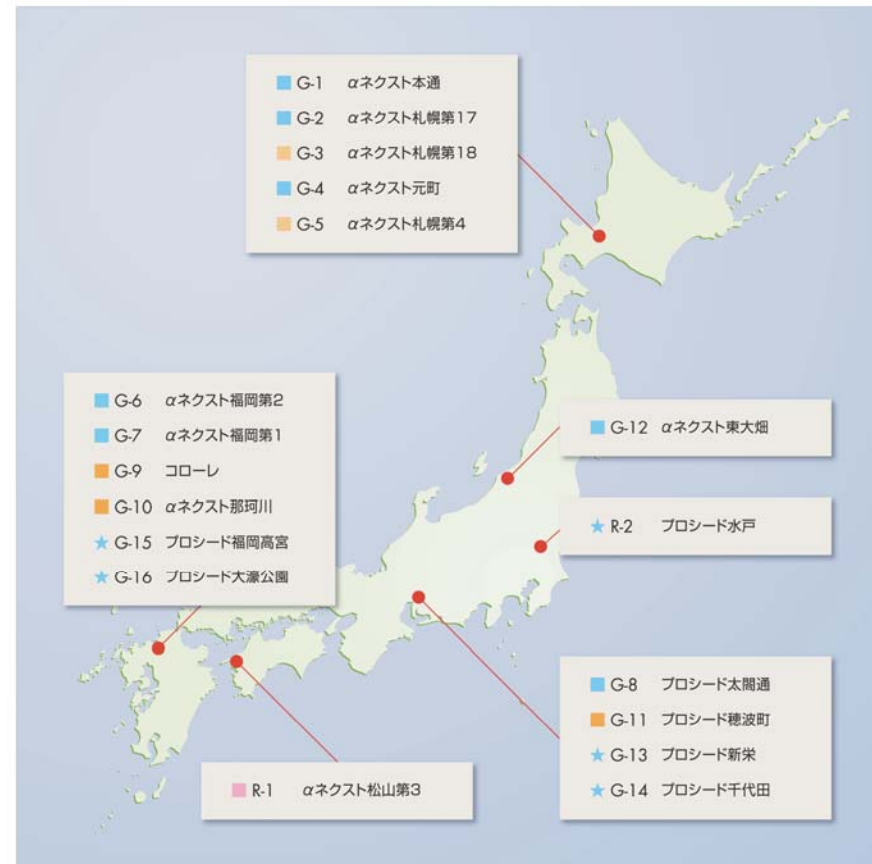 G-1 αネクスト本通
G-2 αネクスト札幌第17
G-3 αネクスト札幌第18
G-4 αネクスト元町
G-5 αネクスト札幌第4
G-6 αネクスト福岡第2
G-7 αネクスト福岡第1
G-9 コローレ
G-10 αネクスト那珂川
G-15 プロシード福岡高宮
G-16 プロシード大濠公園
G-12 αネクスト東大畑
R-2 プロシード水戸
G-8 プロシード太閤通
G-11 プロシード穂波町
G-13 プロシード新栄
G-14 プロシード千代田
R-1 αネクスト松山第3